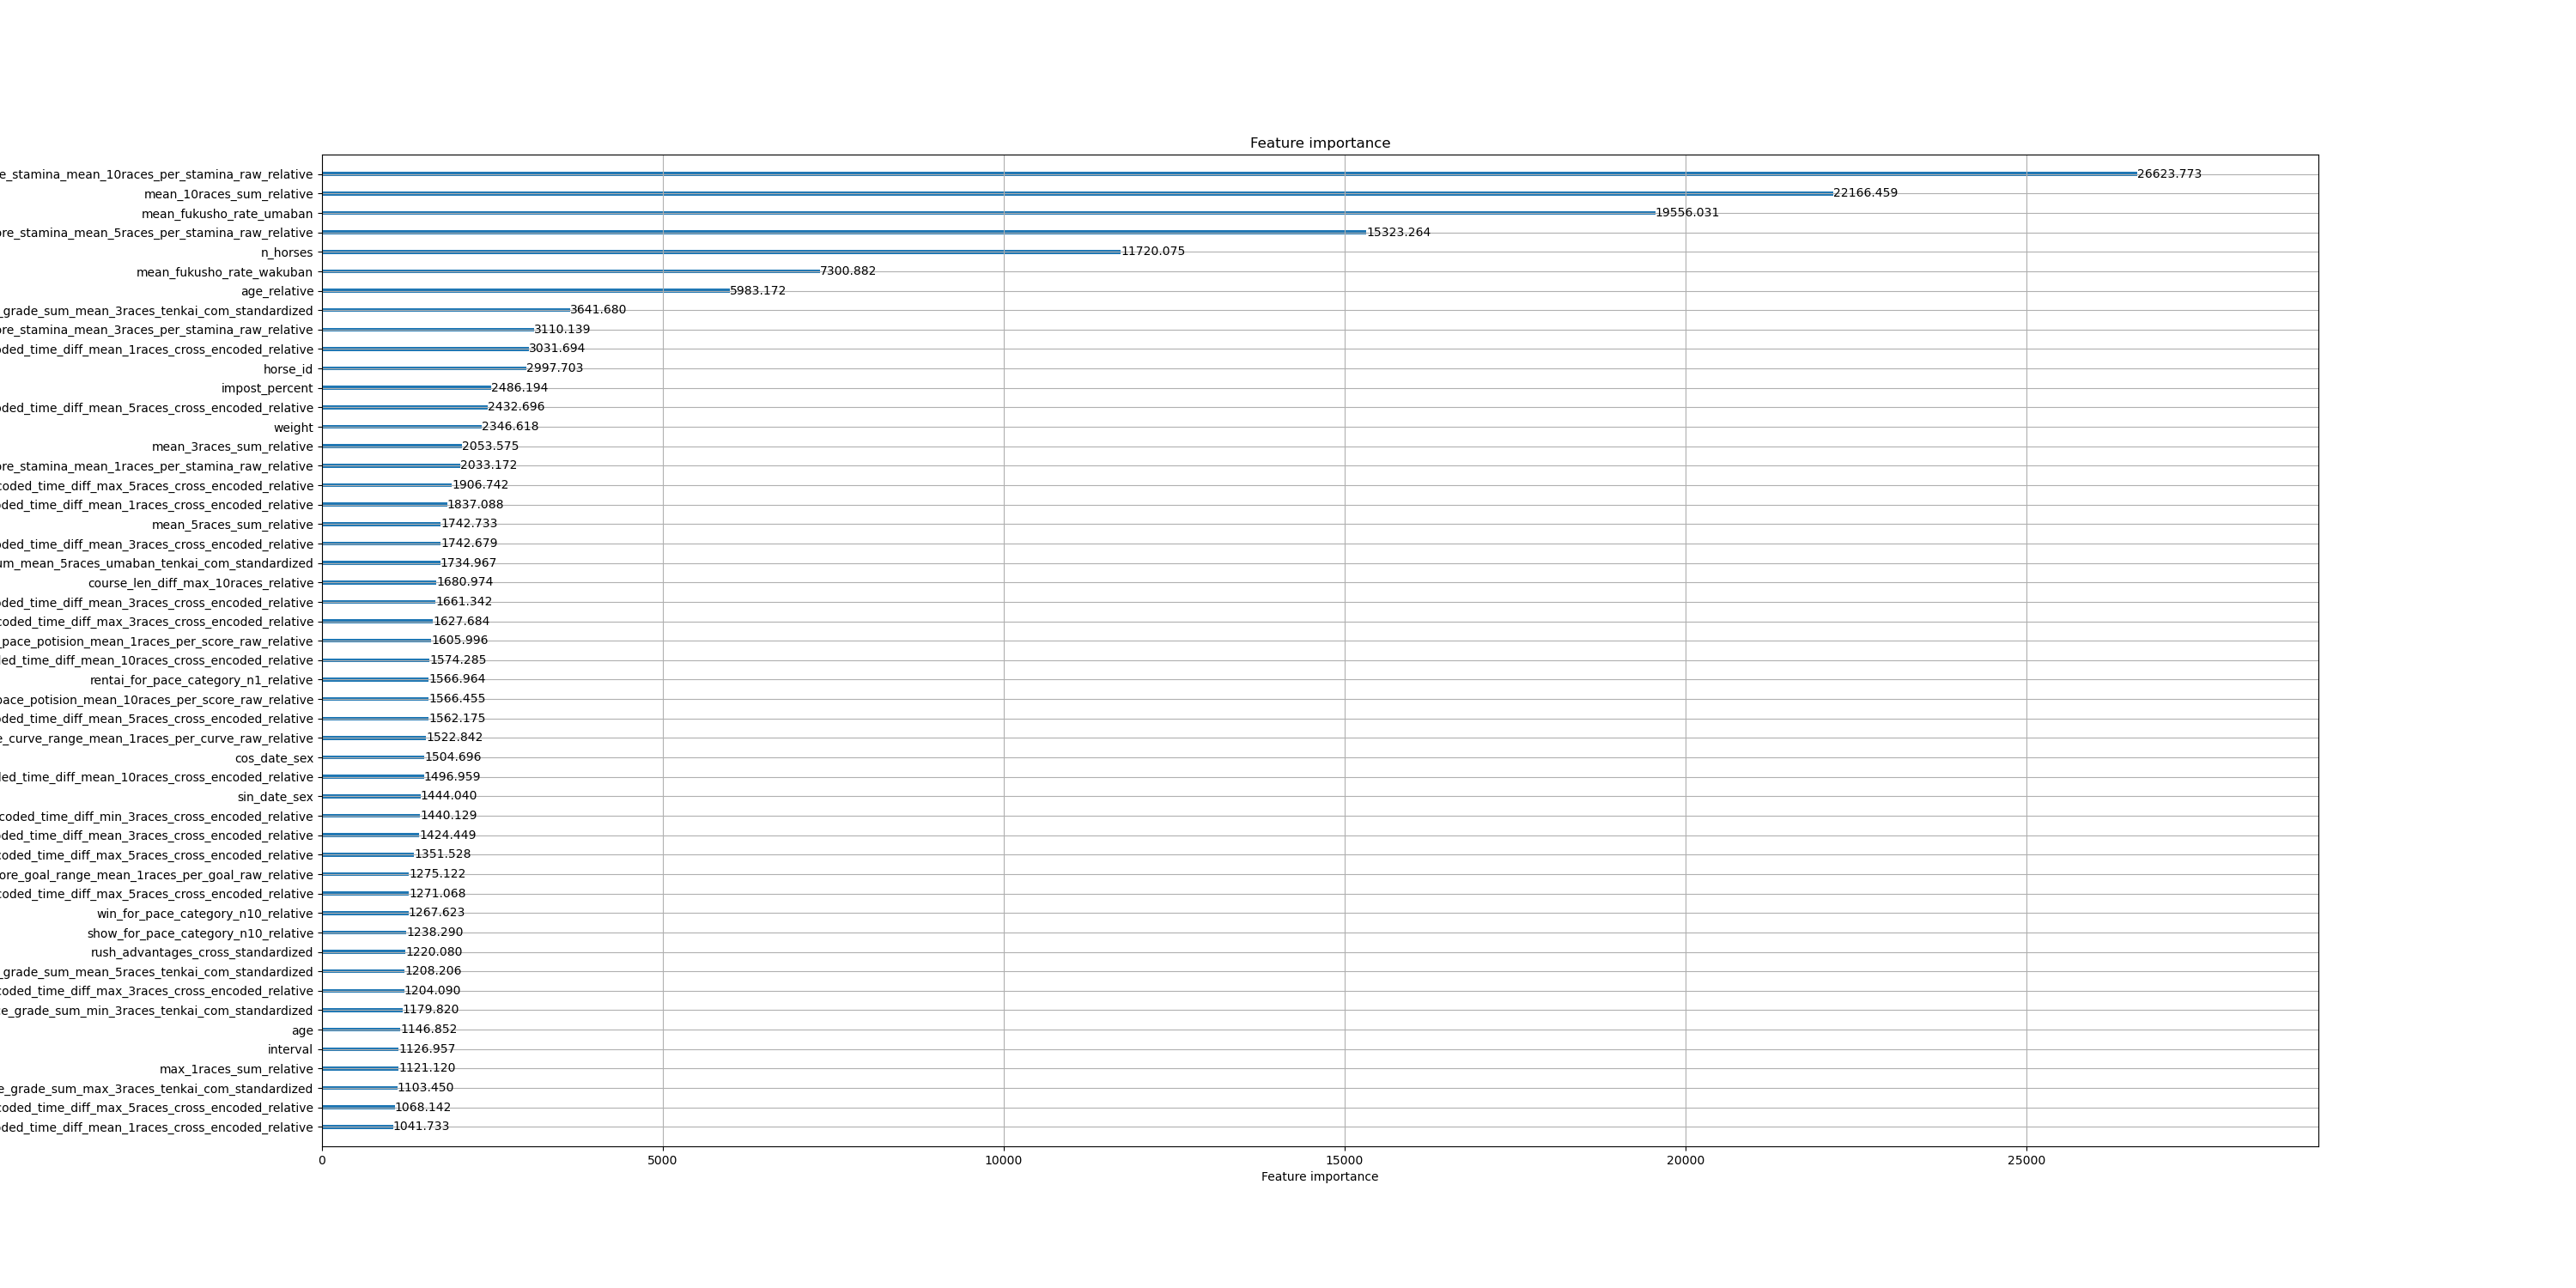 Feature importance
e_stamina_mean_10races_per_stamina_raw_relative 26623.773
mean_10races_sum_relative 22166.459
mean_fukusho_rate_umaban 19556.031
ore_stamina_mean_5races_per_stamina_raw_relative 15323.264
n_horses 11720.075
mean_fukusho_rate_wakuban 7300.882
age_relative 5983.172
_grade_sum_mean_3races_tenkai_com_standardized 3641.680
ore_stamina_mean_3races_per_stamina_raw_relative 3110.139
oded_time_diff_mean_1races_cross_encoded_relative 3031.694
horse_id 2997.703
impost_percent 2486.194
oded_time_diff_mean_5races_cross_encoded_relative 2432.696
weight 2346.618
mean_3races_sum_relative 2053.575
ore_stamina_mean_1races_per_stamina_raw_relative 2033.172
coded_time_diff_max_5races_cross_encoded_relative 1906.742
oded_time_diff_mean_1races_cross_encoded_relative 1837.088
mean_5races_sum_relative 1742.733
oded_time_diff_mean_3races_cross_encoded_relative 1742.679
um_mean_5races_umaban_tenkai_com_standardized 1734.967
course_len_diff_max_10races_relative 1680.974
oded_time_diff_mean_3races_cross_encoded_relative 1661.342
coded_time_diff_max_3races_cross_encoded_relative 1627.684
_pace_potision_mean_1races_per_score_raw_relative 1605.996
led_time_diff_mean_10races_cross_encoded_relative 1574.285
rentai_for_pace_category_n1_relative 1566.964
pace_potision_mean_10races_per_score_raw_relative 1566.455
oded_time_diff_mean_5races_cross_encoded_relative 1562.175
e_curve_range_mean_1races_per_curve_raw_relative 1522.842
cos_date_sex 1504.696
led_time_diff_mean_10races_cross_encoded_relative 1496.959
sin_date_sex 1444.040
coded_time_diff_min_3races_cross_encoded_relative 1440.129
oded_time_diff_mean_3races_cross_encoded_relative 1424.449
coded_time_diff_max_5races_cross_encoded_relative 1351.528
ore_goal_range_mean_1races_per_goal_raw_relative 1275.122
coded_time_diff_max_5races_cross_encoded_relative 1271.068
win_for_pace_category_n10_relative 1267.623
show_for_pace_category_n10_relative 1238.290
rush_advantages_cross_standardized 1220.080
_grade_sum_mean_5races_tenkai_com_standardized 1208.206
coded_time_diff_max_3races_cross_encoded_relative 1204.090
e_grade_sum_min_3races_tenkai_com_standardized 1179.820
age 1146.852
interval 1126.957
max_1races_sum_relative 1121.120
e_grade_sum_max_3races_tenkai_com_standardized 1103.450
coded_time_diff_max_5races_cross_encoded_relative 1068.142
oded_time_diff_mean_1races_cross_encoded_relative 1041.733
0 5000 10000 15000 20000 25000
Feature importance